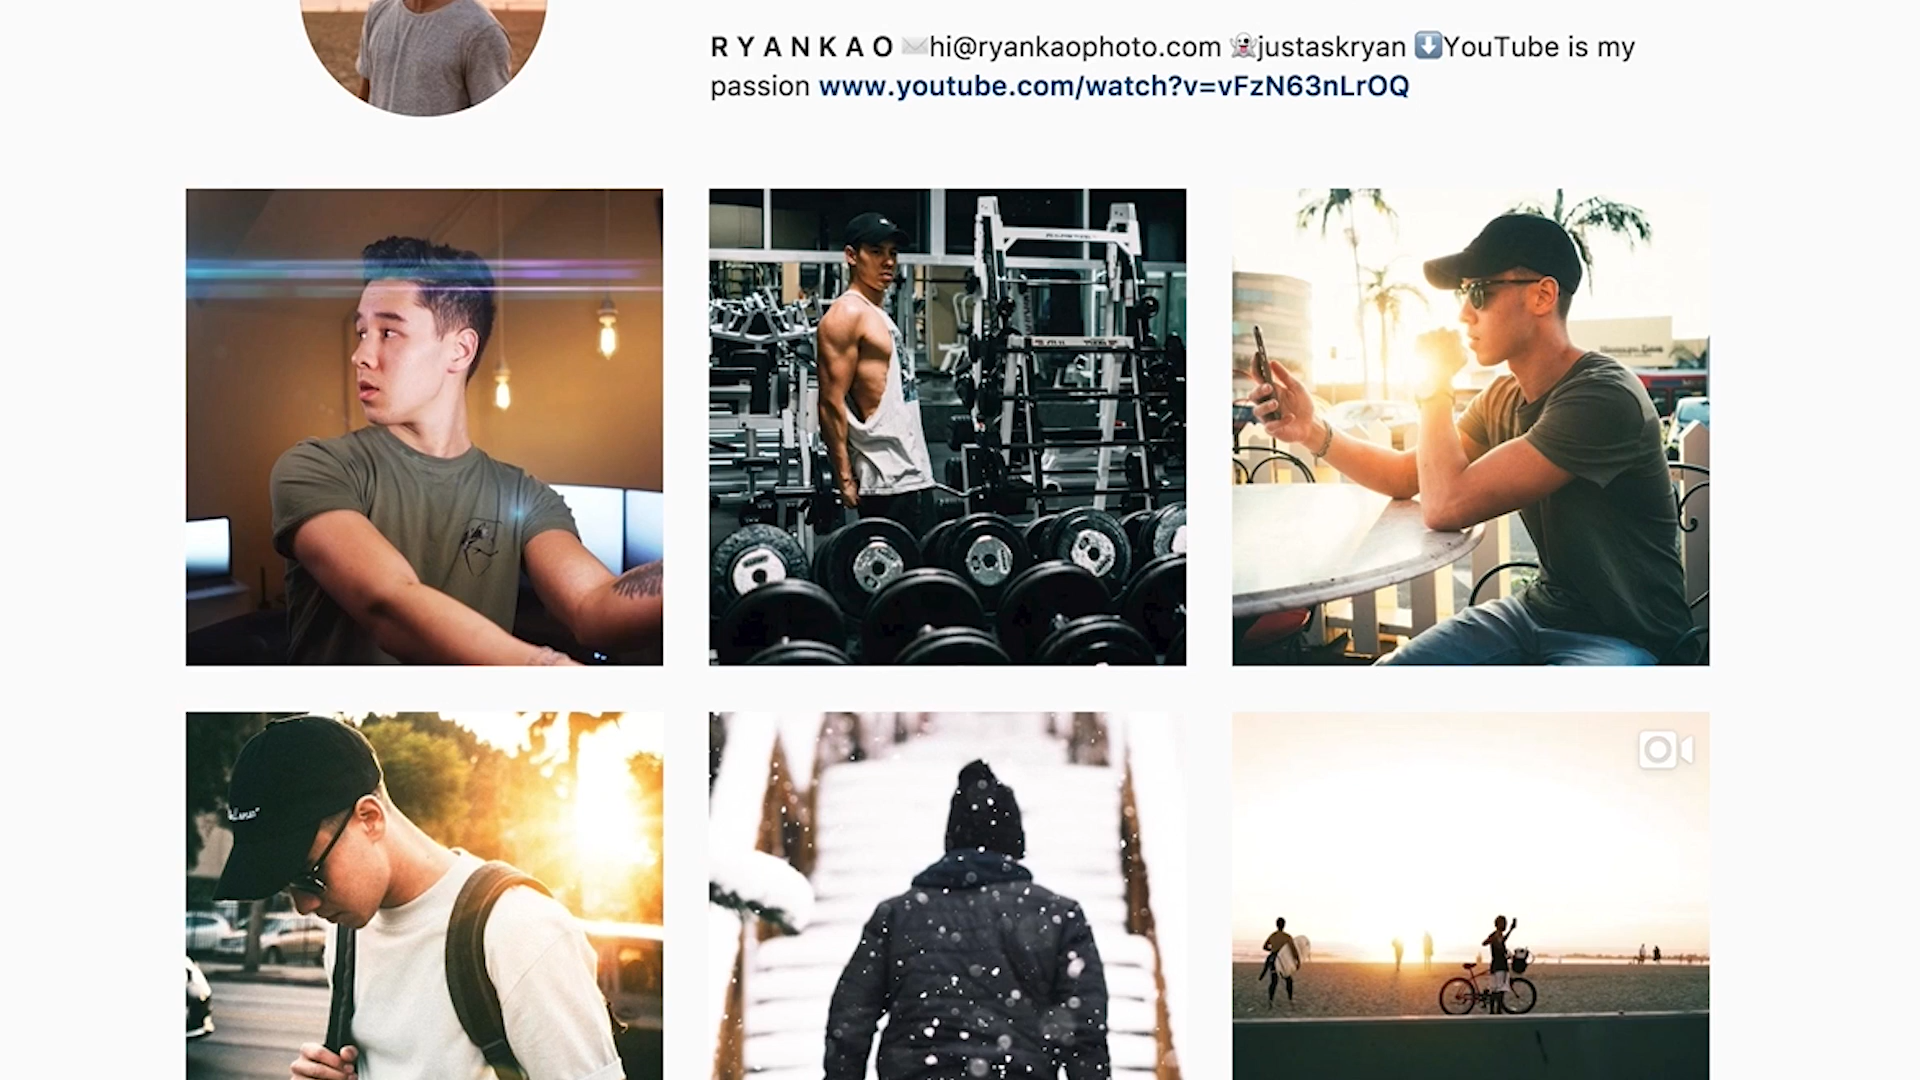 R Y A N K A O ✉️hi@ryankaophoto.com 👻justaskryan ⬇️YouTube is my
passion www.youtube.com/watch?v=vFzN63nLrOQ